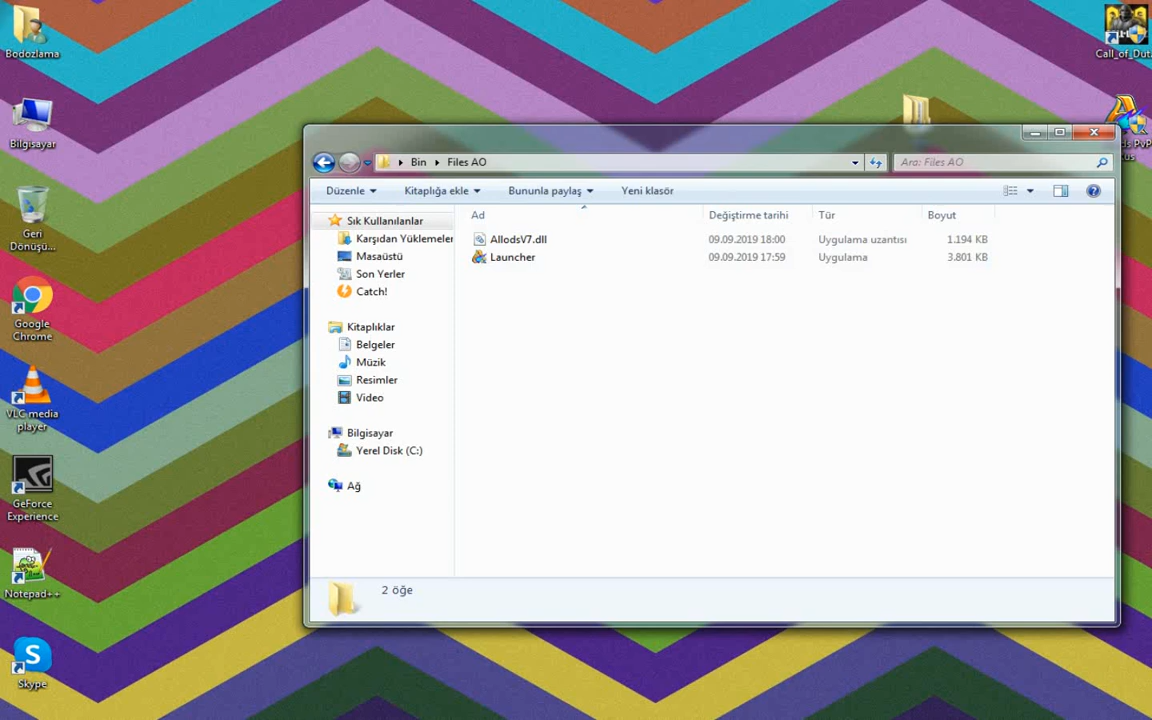 Bodozlama
Bilgisayar
Geri
Dönüşü...
Google
Chrome
VLC media
player
GeForce
Experience
Notepad++
Skype
Call_of_Dut
PvP
Bin
Files AO
Ara: Files AO
Düzenle
Kitaplığa ekle
Bununla paylaş
Yeni klasör
Sık Kullanılanlar
Karşıdan Yüklemeler
Masaüstü
Son Yerler
Catch!
Kitaplıklar
Belgeler
Müzik
Resimler
Video
Bilgisayar
Yerel Disk (C:)
Ağ
Ad Değiştirme tarihi Tür Boyut
AllodsV7.dll 09.09.2019 18:00 Uygulama uzantısı 1.194 KB
Launcher 09.09.2019 17:59 Uygulama 3.801 KB
2 öğe